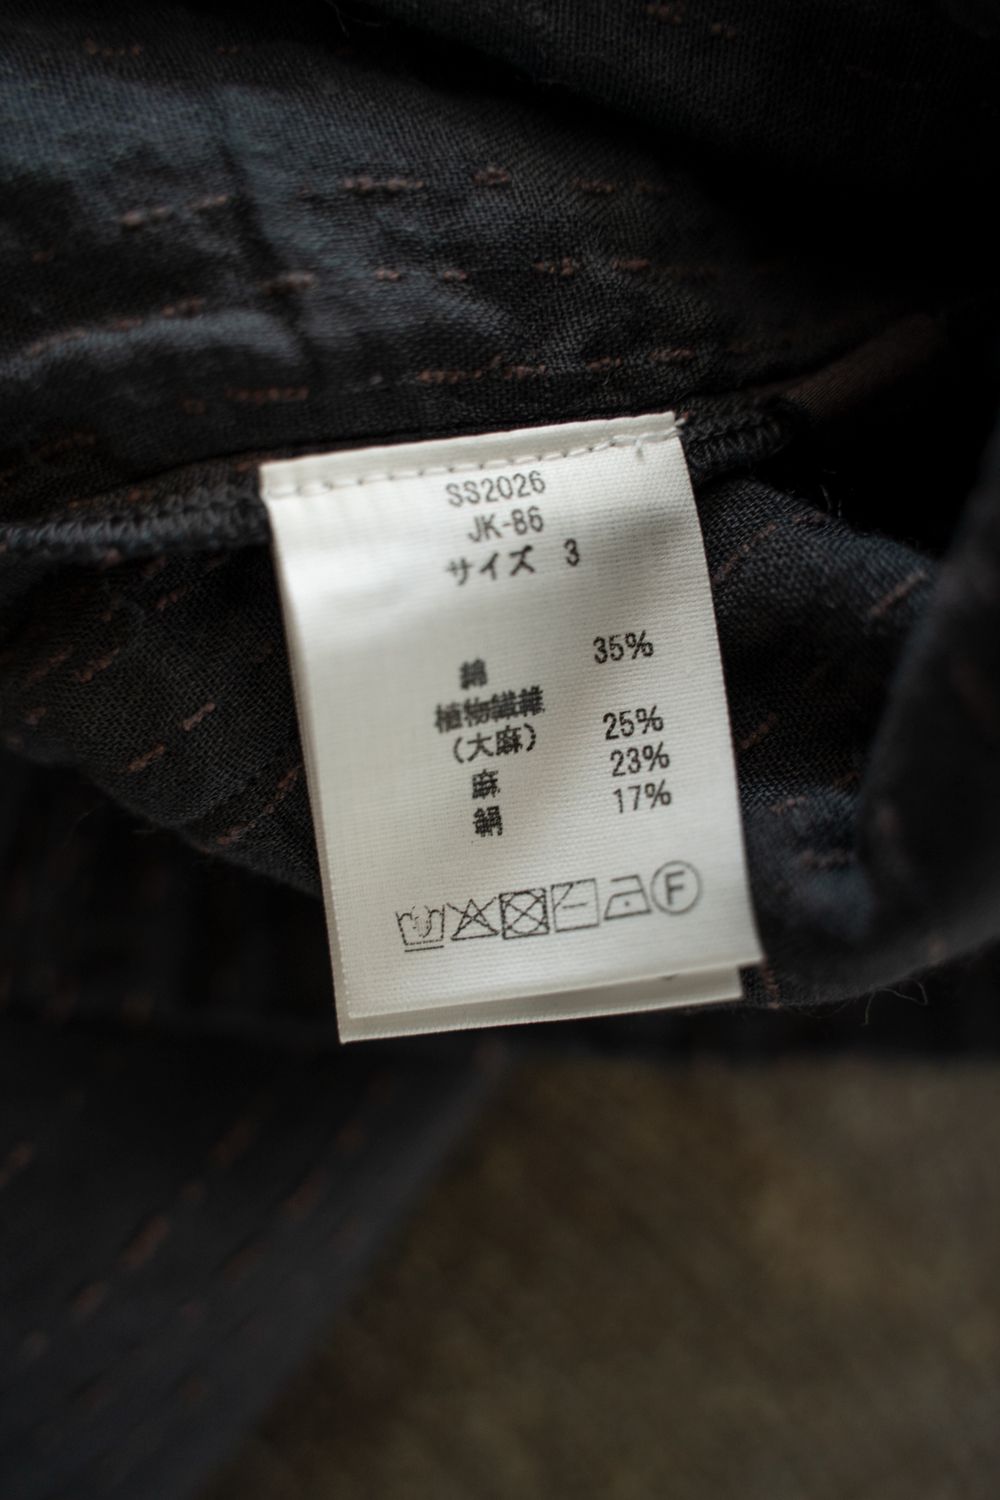 SS2026
JK-86
サイズ 3
綿 35%
植物繊維
（大麻） 25%
麻 23%
絹 17%
F